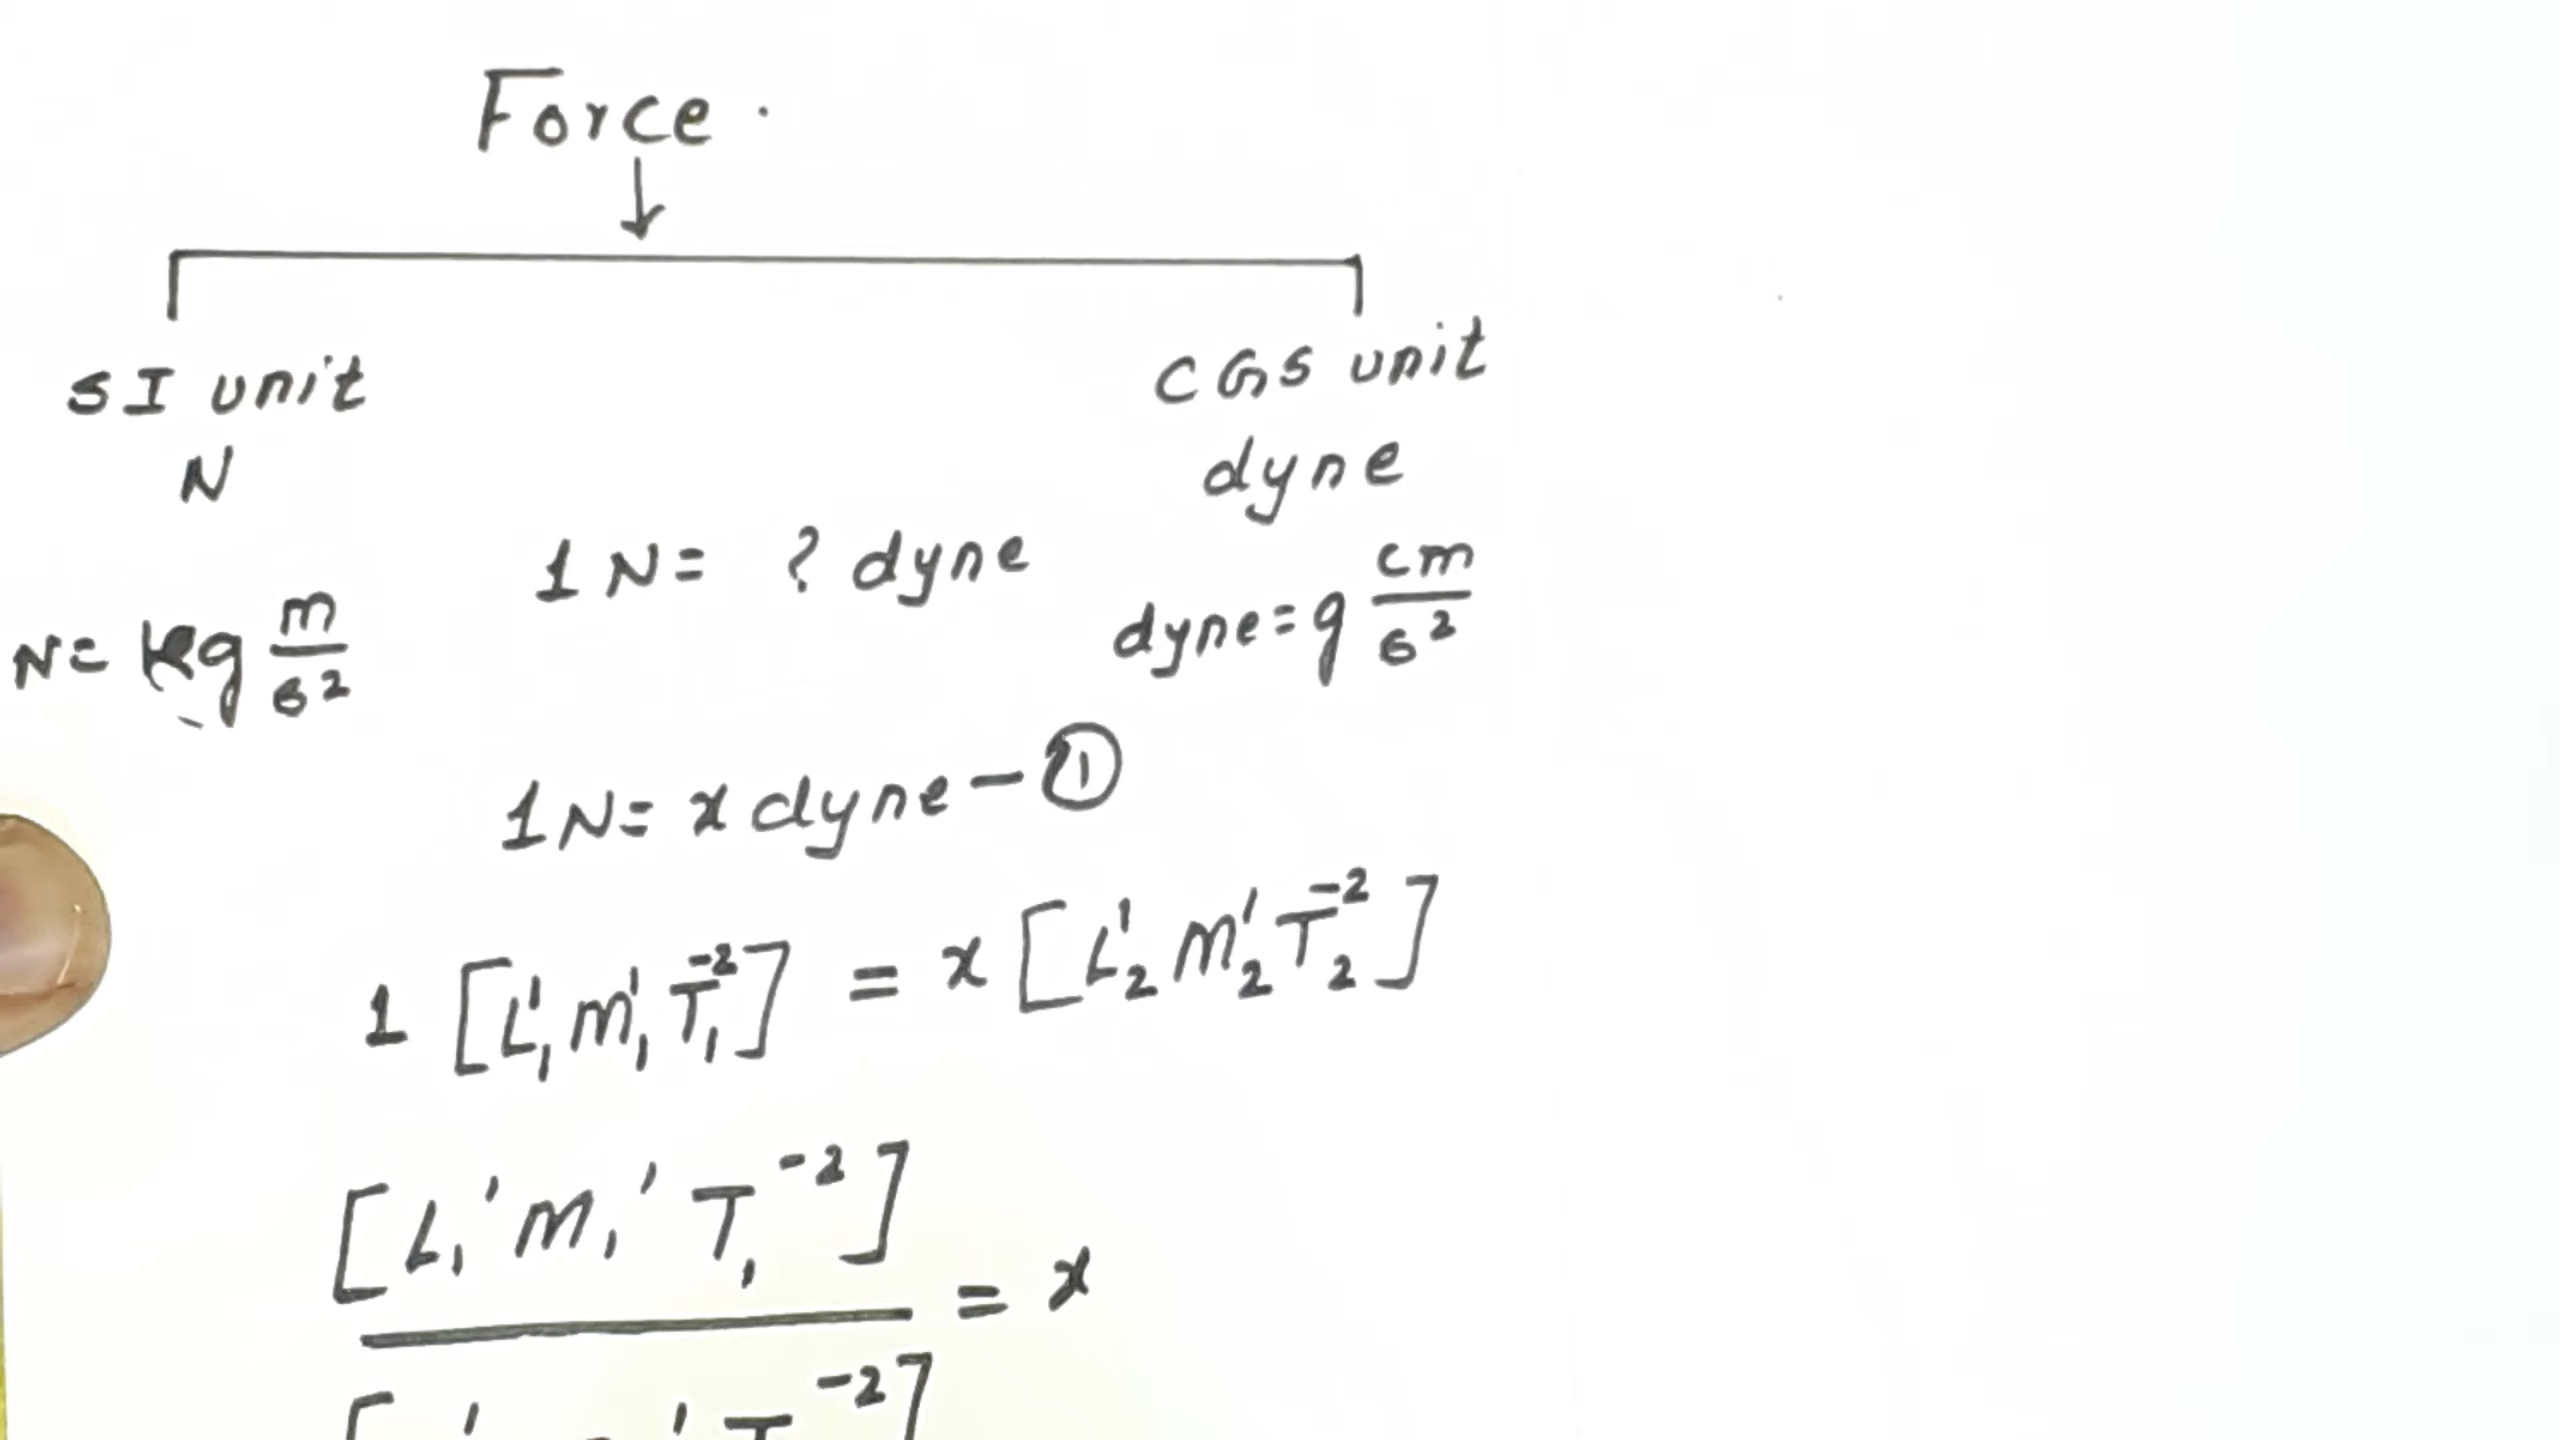 Force .
SI unit
CGS unit
N
dyne
1 N = ? dyne
N = kg m/s²
dyne = g cm/s²
1 N = x dyne - ①
1 [L₁¹ M₁¹ T₁⁻²] = x [L₂¹ M₂¹ T₂⁻²]
[L₁¹ M₁¹ T₁⁻²]
= x